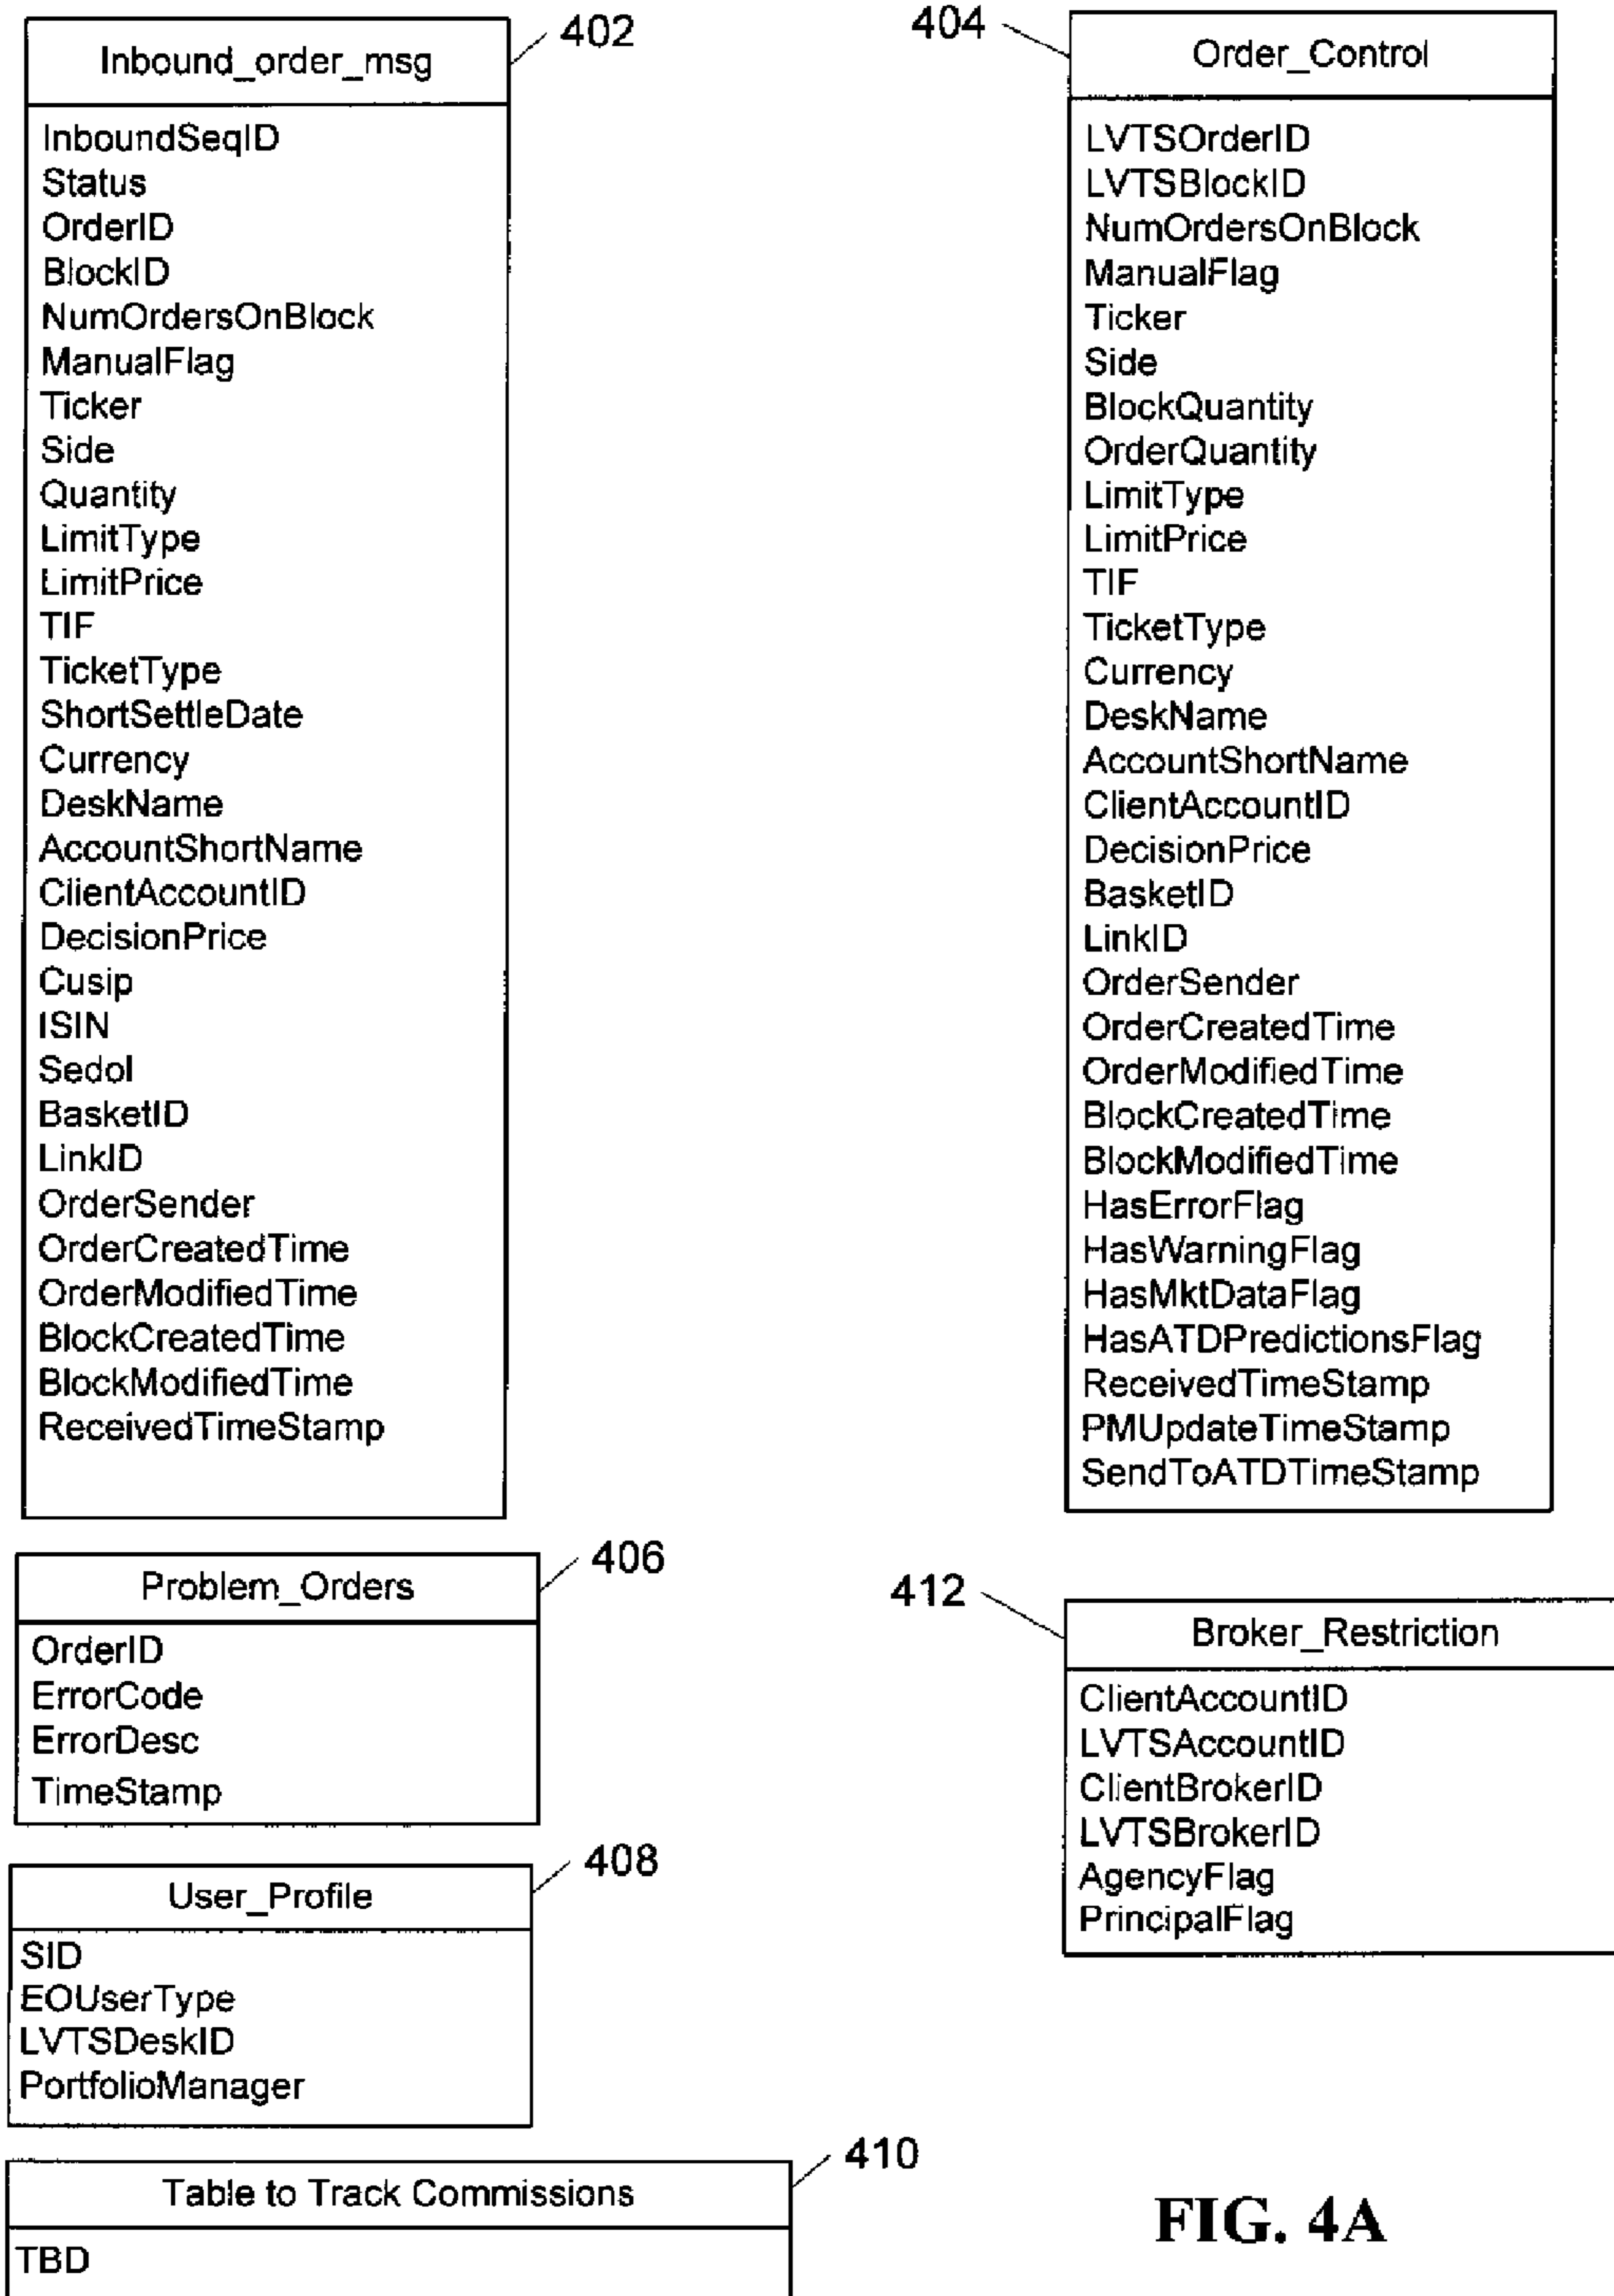 402
Inbound_order_msg
InboundSeqID
Status
OrderID
BlockID
NumOrdersOnBlock
ManualFlag
Ticker
Side
Quantity
LimitType
LimitPrice
TIF
TicketType
ShortSettleDate
Currency
DeskName
AccountShortName
ClientAccountID
DecisionPrice
Cusip
ISIN
Sedol
BasketID
LinkID
OrderSender
OrderCreatedTime
OrderModifiedTime
BlockCreatedTime
BlockModifiedTime
ReceivedTimeStamp
404
Order_Control
LVTSOrderID
LVTSBlockID
NumOrdersOnBlock
ManualFlag
Ticker
Side
BlockQuantity
OrderQuantity
LimitType
LimitPrice
TIF
TicketType
Currency
DeskName
AccountShortName
ClientAccountID
DecisionPrice
BasketID
LinkID
OrderSender
OrderCreatedTime
OrderModifiedTime
BlockCreatedTime
BlockModifiedTime
HasErrorFlag
HasWarningFlag
HasMktDataFlag
HasATDPredictionsFlag
ReceivedTimeStamp
PMUpdateTimeStamp
SendToATDTimeStamp
406
Problem_Orders
OrderID
ErrorCode
ErrorDesc
TimeStamp
412
Broker_Restriction
ClientAccountID
LVTSAccountID
ClientBrokerID
LVTSBrokerID
AgencyFlag
PrincipalFlag
408
User_Profile
SID
EOUserType
LVTSDeskID
PortfolioManager
410
Table to Track Commissions
TBD
FIG. 4A